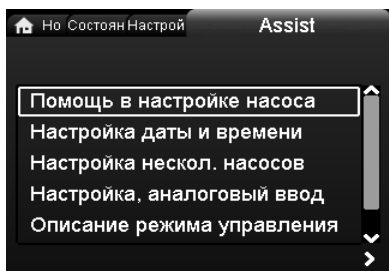 Но Состоян Настрой Assist
Помощь в настройке насоса
Настройка даты и времени
Настройка нескол. насосов
Настройка, аналоговый ввод
Описание режима управления